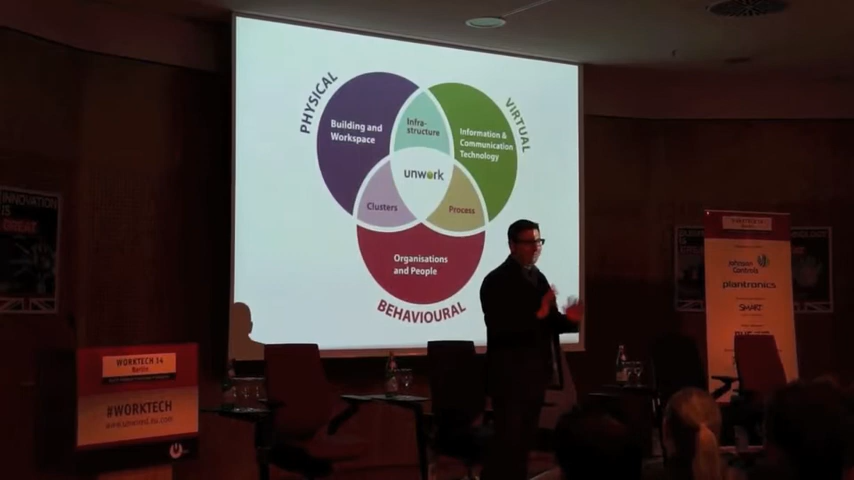 PHYSICAL
VIRTUAL
Building and
Workspace
Infra-
structure
Information &
Communication
Technology
unwork
Clusters
Process
Organisations
and People
BEHAVIOURAL
INNOVATION
IS
GREAT
WORKTECH 14
Berlin
#WORKTECH
Johnson
Controls
plantronics
SMART